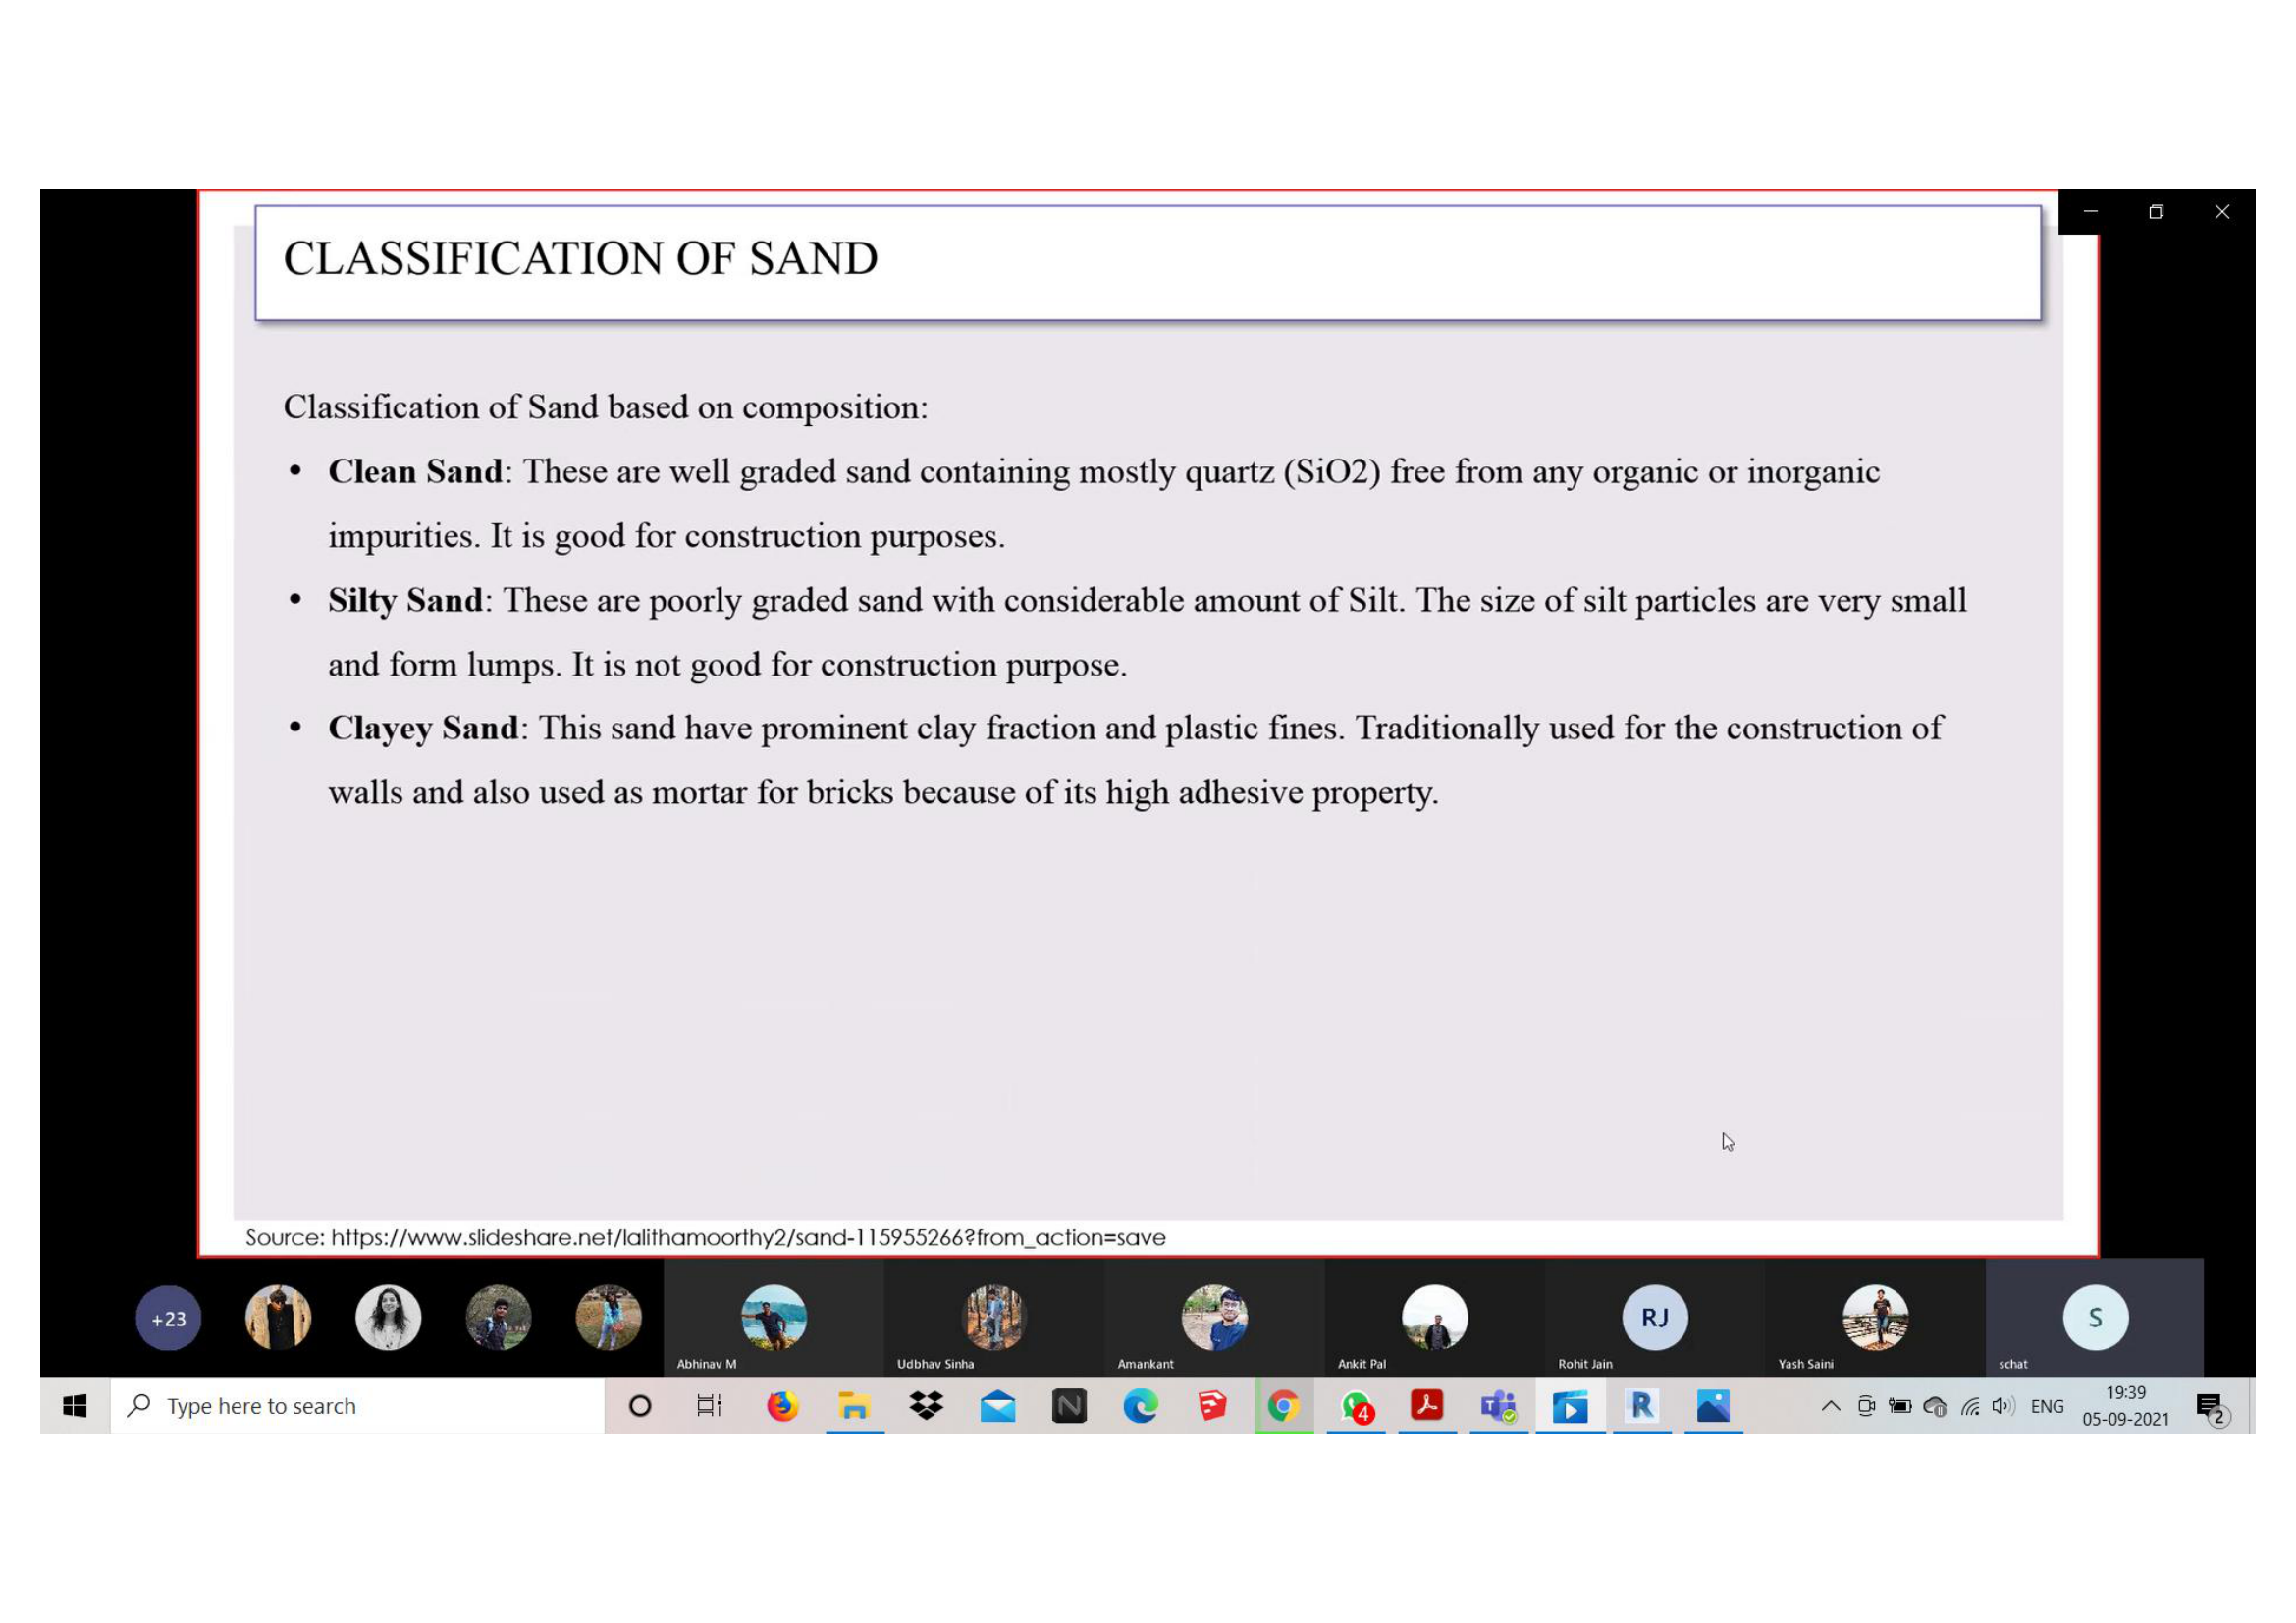 CLASSIFICATION OF SAND
Classification of Sand based on composition:
• Clean Sand: These are well graded sand containing mostly quartz (SiO2) free from any organic or inorganic
impurities. It is good for construction purposes.
• Silty Sand: These are poorly graded sand with considerable amount of Silt. The size of silt particles are very small
and form lumps. It is not good for construction purpose.
• Clayey Sand: This sand have prominent clay fraction and plastic fines. Traditionally used for the construction of
walls and also used as mortar for bricks because of its high adhesive property.
Source: https://www.slideshare.net/lalithamoorthy2/sand-115955266?from_action=save
+23
RJ
S
Abhinav M
Udbhav Sinha
Amankant
Ankit Pal
Rohit Jain
Yash Saini
schat
Type here to search
N
4
T
R
ENG
19:39
05-09-2021
2